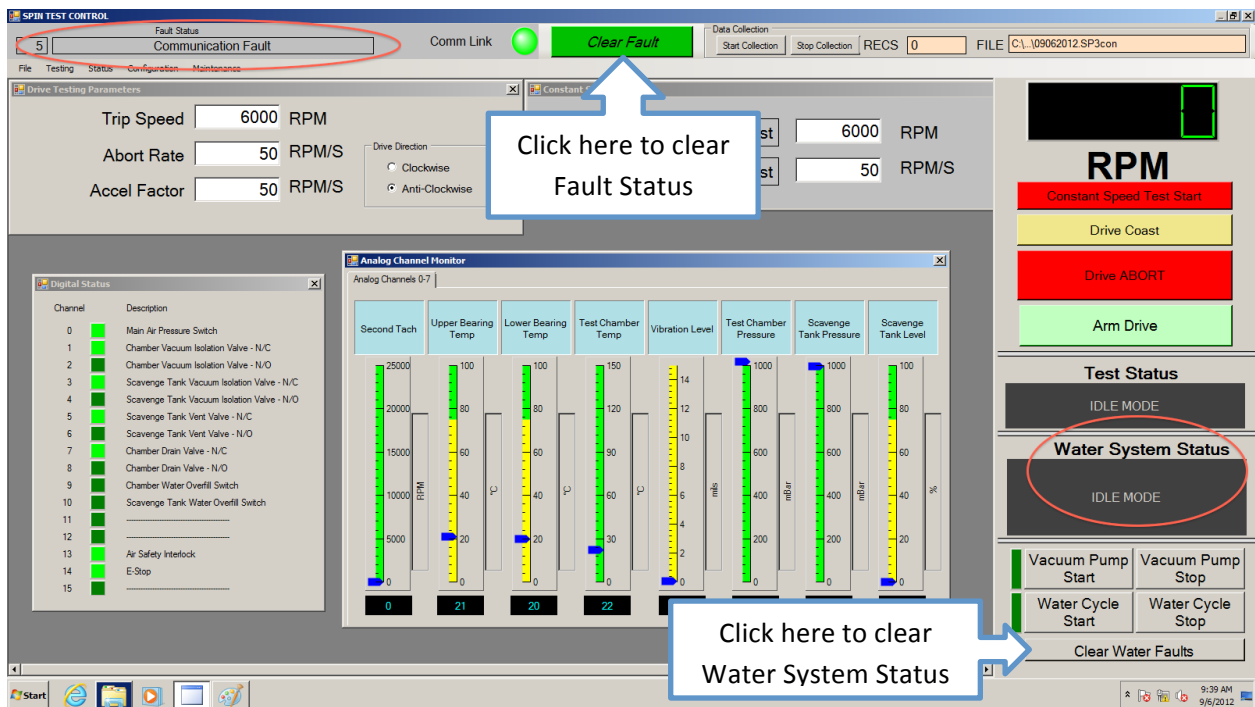 SPIN TEST CONTROL
Fault Status
5
Communication Fault
Comm Link
Clear Fault
Data Collection
Start Collection
Stop Collection
RECS
0
FILE
C:\...\09062012.SP3con
File Testing Status Configuration Maintenance
Drive Testing Parameters
Trip Speed 6000 RPM
Abort Rate 50 RPM/S
Accel Factor 50 RPM/S
Drive Direction
Clockwise
Anti-Clockwise
6000 RPM
50 RPM/S
Click here to clear
Fault Status
0
RPM
Constant Speed Test Start
Drive Coast
Drive ABORT
Arm Drive
Test Status
IDLE MODE
Water System Status
IDLE MODE
Vacuum Pump Start
Vacuum Pump Stop
Water Cycle Start
Water Cycle Stop
Clear Water Faults
Digital Status
Channel Description
0 Main Air Pressure Switch
1 Chamber Vacuum Isolation Valve - N/C
2 Chamber Vacuum Isolation Valve - N/O
3 Scavenge Tank Vacuum Isolation Valve - N/C
4 Scavenge Tank Vacuum Isolation Valve - N/O
5 Scavenge Tank Vent Valve - N/C
6 Scavenge Tank Vent Valve - N/O
7 Chamber Drain Valve - N/C
8 Chamber Drain Valve - N/O
9 Chamber Water Overfill Switch
10 Scavenge Tank Water Overfill Switch
11
12
13 Air Safety Interlock
14 E-Stop
15
Analog Channel Monitor
Analog Channels 0-7
Second Tach
Upper Bearing Temp
Lower Bearing Temp
Test Chamber Temp
Vibration Level
Test Chamber Pressure
Scavenge Tank Pressure
Scavenge Tank Level
25000 20000 15000 10000 5000 0 RPM
100 80 60 40 20 0 °C
100 80 60 40 20 0 °C
150 120 90 60 30 0 °C
14 12 10 8 6 4 2 0 mils
1000 800 600 400 200 0 mBar
1000 800 600 400 200 0 mBar
100 80 60 40 20 0 %
0 21 20 22
Click here to clear
Water System Status
Start
9:39 AM
9/6/2012